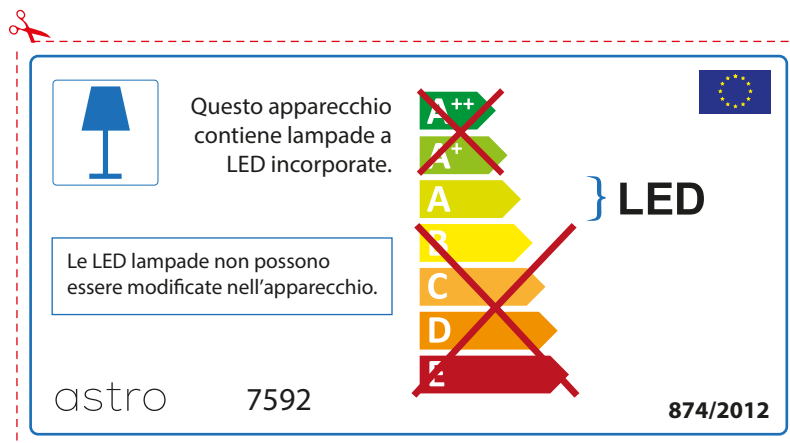 Questo apparecchio
contiene lampade a
LED incorporate.
Le LED lampade non possono
essere modificate nell'apparecchio.
A++
A+
A
B
C
D
E
LED
astro
7592
874/2012